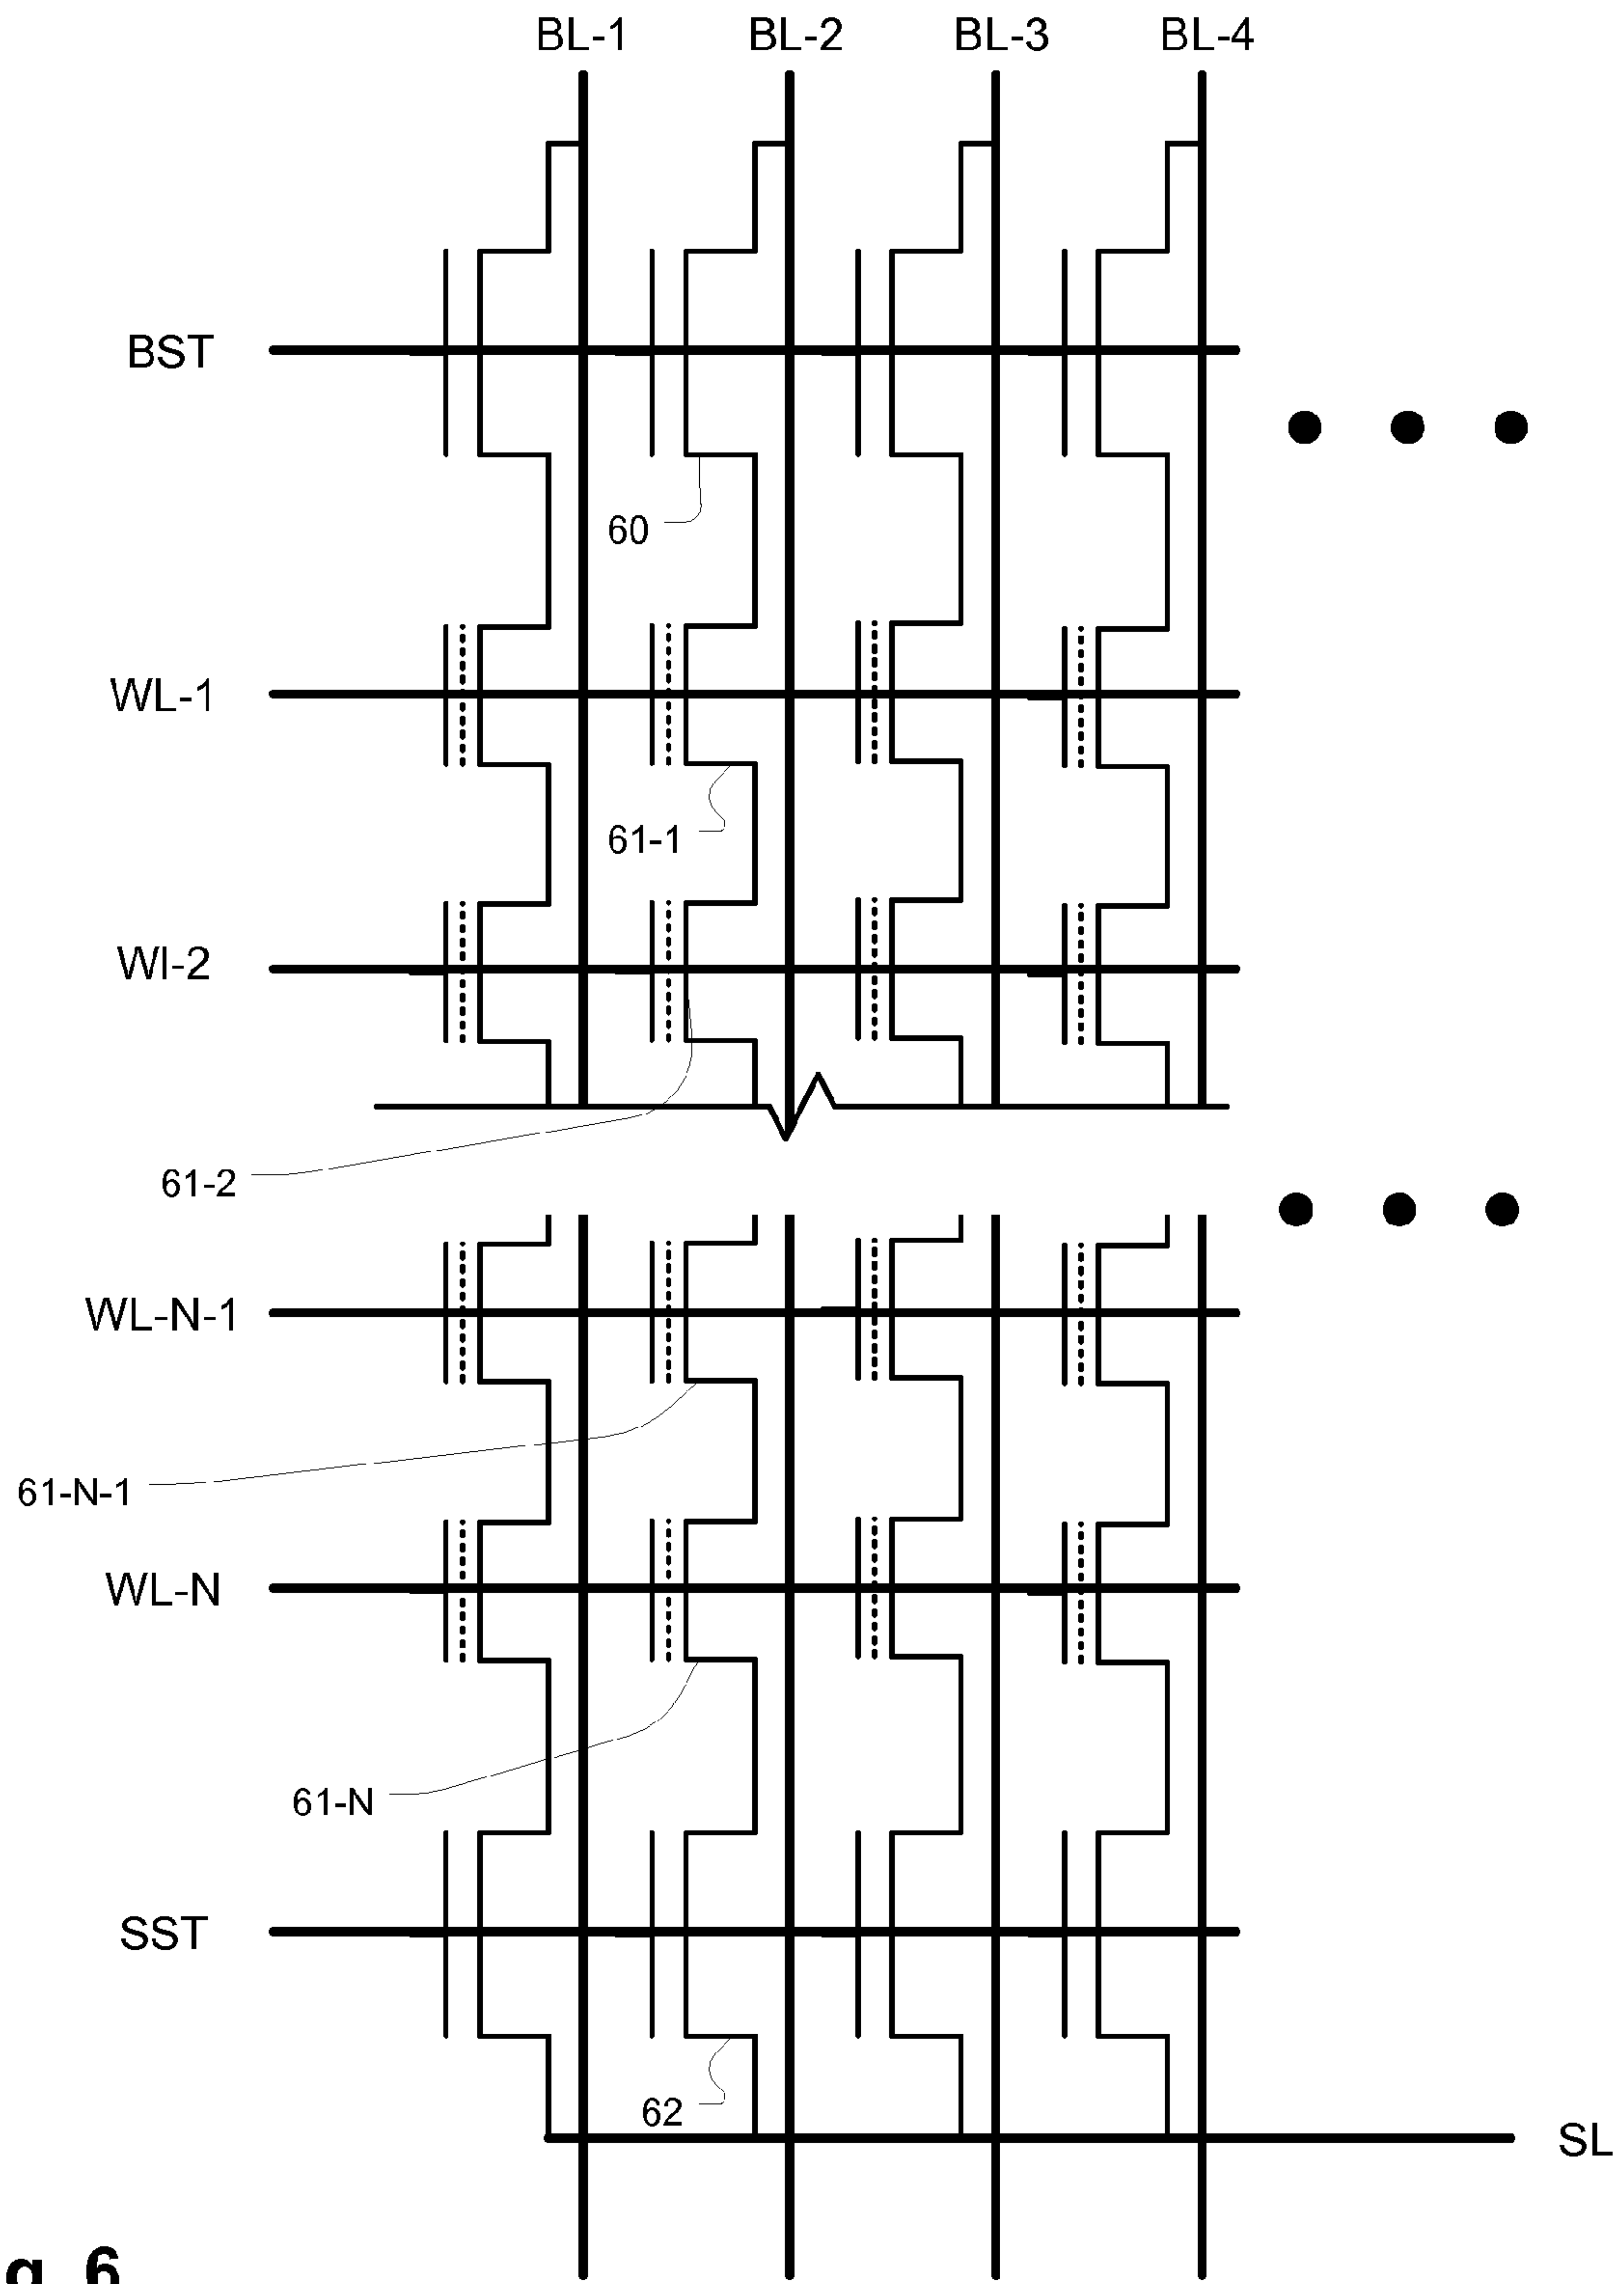 BL-1 BL-2 BL-3 BL-4
BST
60
WL-1
61-1
Wl-2
61-2
WL-N-1
61-N-1
WL-N
61-N
SST
62
SL
g. 6